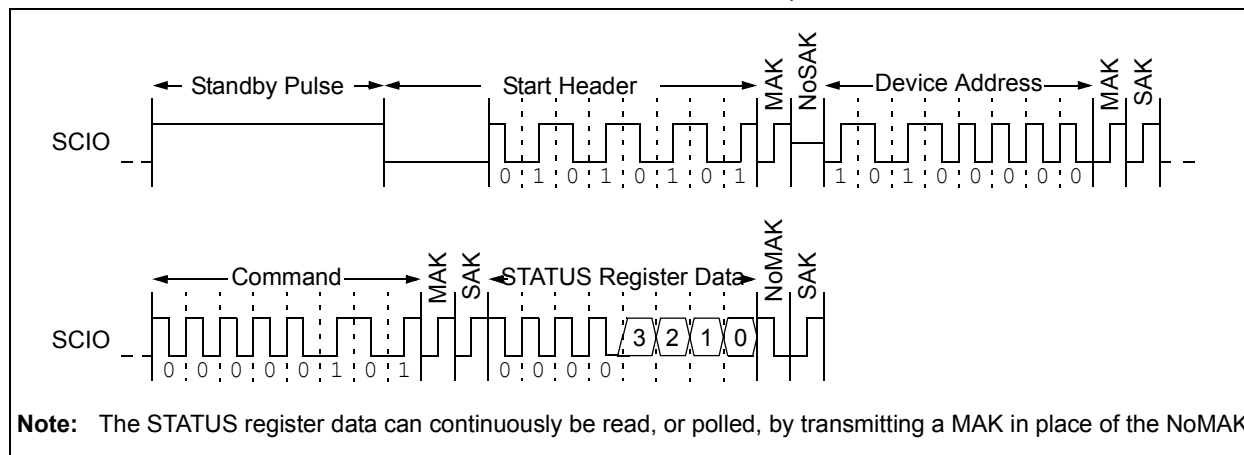 Standby Pulse Start Header MAK NoSAK Device Address MAK SAK
SCIO
0 1 0 1 0 1 0 1 1 0 1 0 0 0 0 0
Command MAK SAK STATUS Register Data NoMAK SAK
SCIO 3 2 1 0
0 0 0 0 0 1 0 1 0 0 0 0
Note: The STATUS register data can continuously be read, or polled, by transmitting a MAK in place of the NoMAK